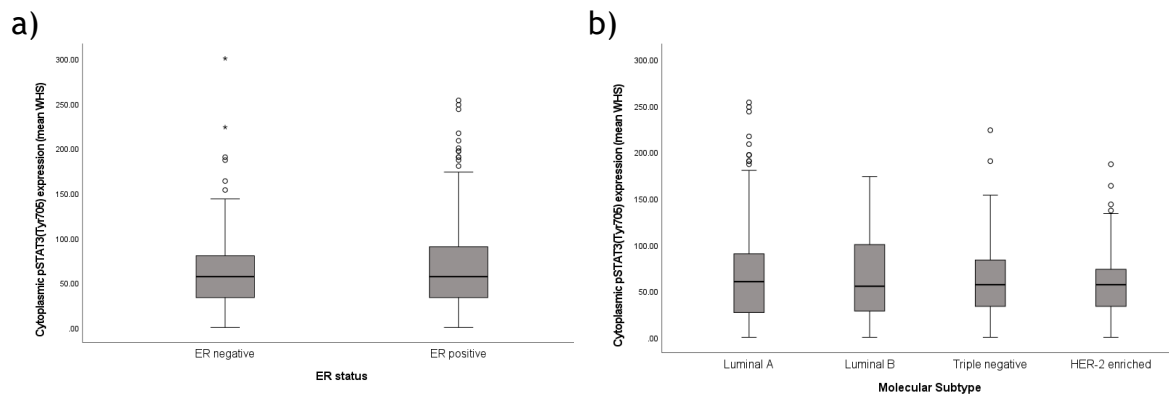 a)
Cytoplasmic pSTAT3(Tyr705) expression (mean WHS)
300.00
250.00
200.00
150.00
100.00
50.00
.00
ER negative
ER positive
ER status
b)
Cytoplasmic pSTAT3(Tyr705) expression (mean WHS)
300.00
250.00
200.00
150.00
100.00
50.00
.00
Luminal A
Luminal B
Triple negative
HER-2 enriched
Molecular Subtype